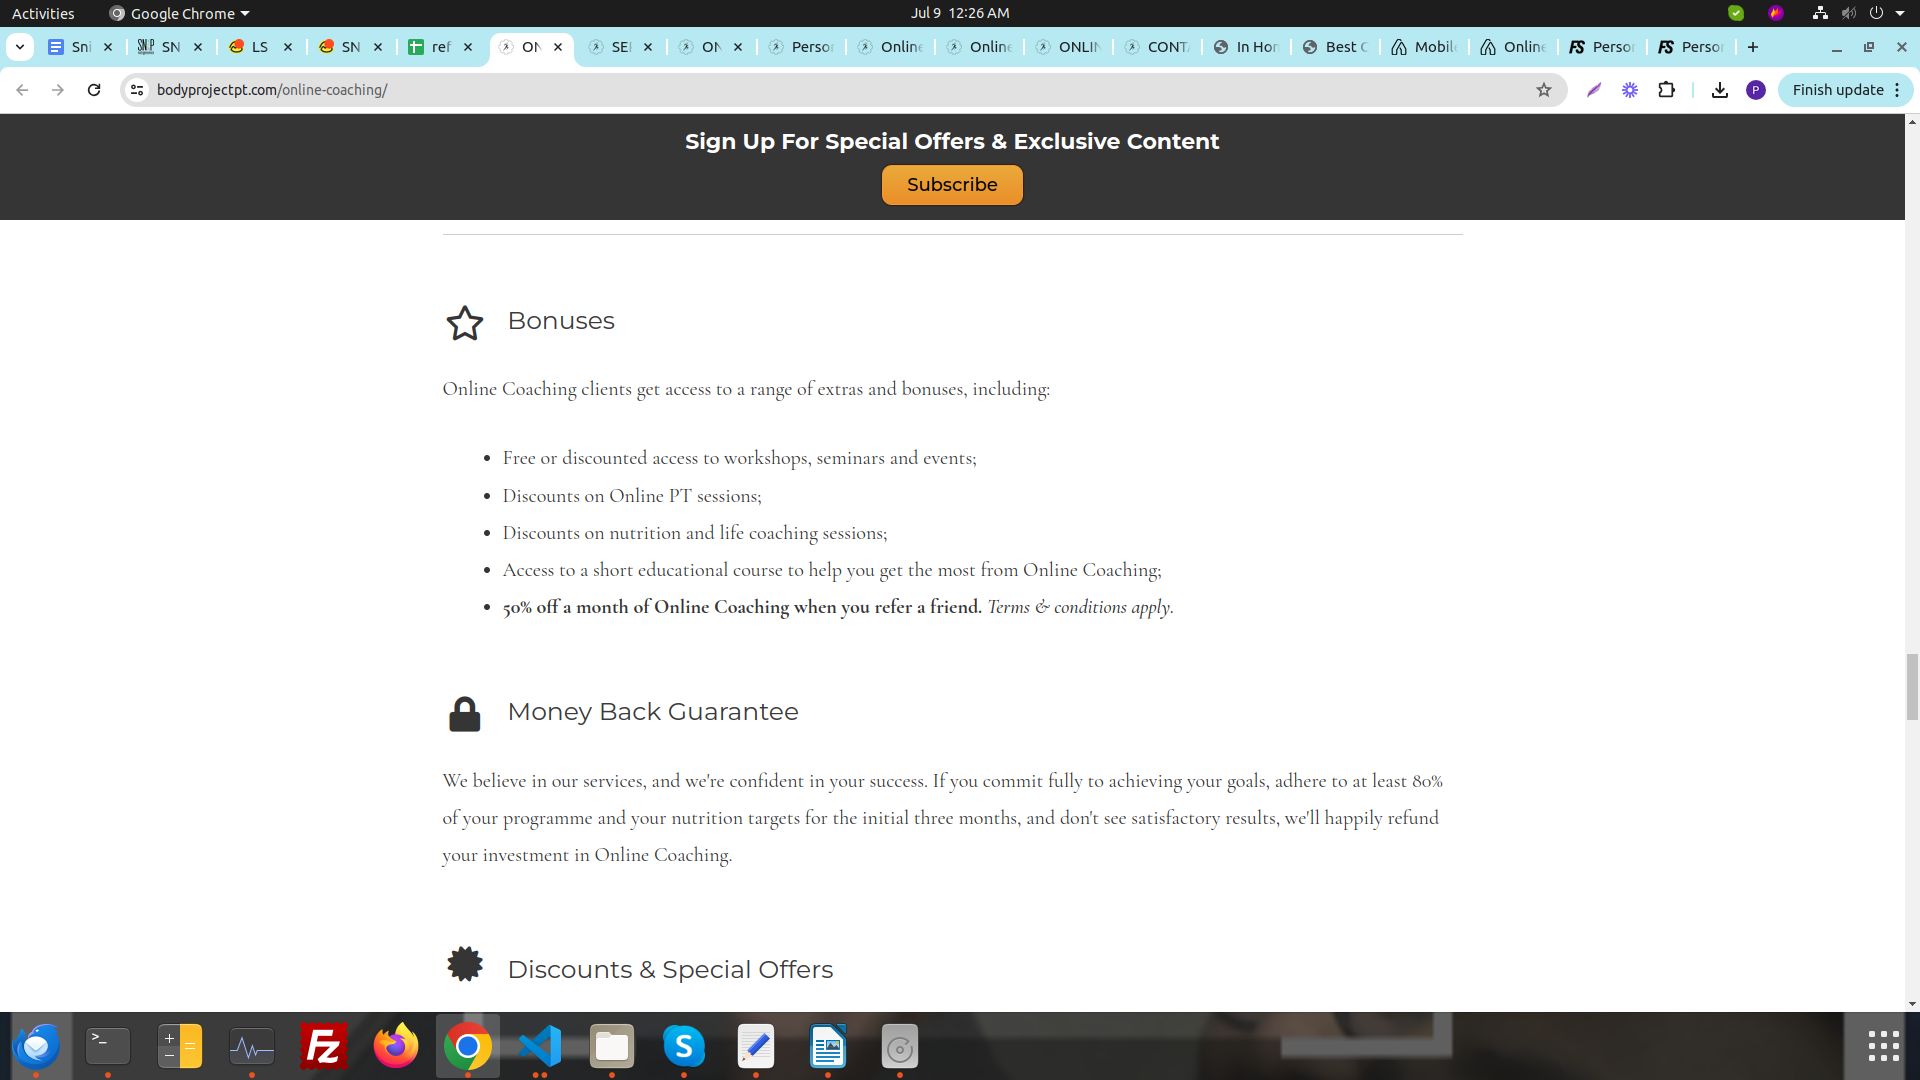 Activities
Google Chrome
Jul 9 12:26 AM
Sni
SN
LS
SN
ref
ON
SE
ON
Person
Online
Online
ONLIN
CONTA
In Hom
Best C
Mobile
Online
Person
Person
bodyprojectpt.com/online-coaching/
P
Finish update
Sign Up For Special Offers & Exclusive Content
Subscribe
Bonuses
Online Coaching clients get access to a range of extras and bonuses, including:
Free or discounted access to workshops, seminars and events;
Discounts on Online PT sessions;
Discounts on nutrition and life coaching sessions;
Access to a short educational course to help you get the most from Online Coaching;
50% off a month of Online Coaching when you refer a friend. Terms & conditions apply.
Money Back Guarantee
We believe in our services, and we're confident in your success. If you commit fully to achieving your goals, adhere to at least 80%
of your programme and your nutrition targets for the initial three months, and don't see satisfactory results, we'll happily refund
your investment in Online Coaching.
Discounts & Special Offers